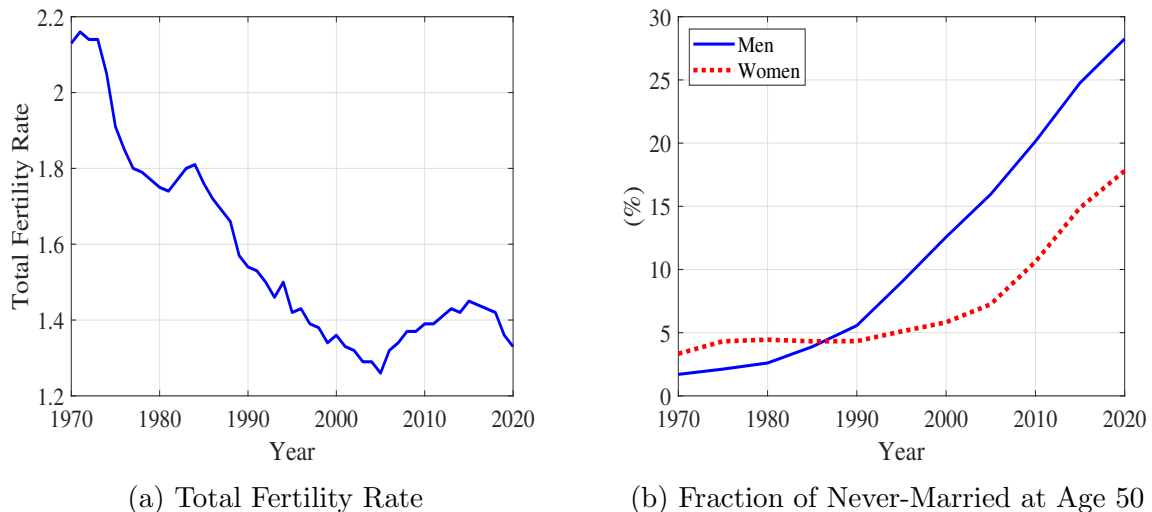 2.2
2
1.8
1.6
1.4
1.2
Total Fertility Rate
1970 1980 1990 2000 2010 2020
Year
(a) Total Fertility Rate
30
25
20
15
10
5
0
(%)
Men
Women
1970 1980 1990 2000 2010 2020
Year
(b) Fraction of Never-Married at Age 50